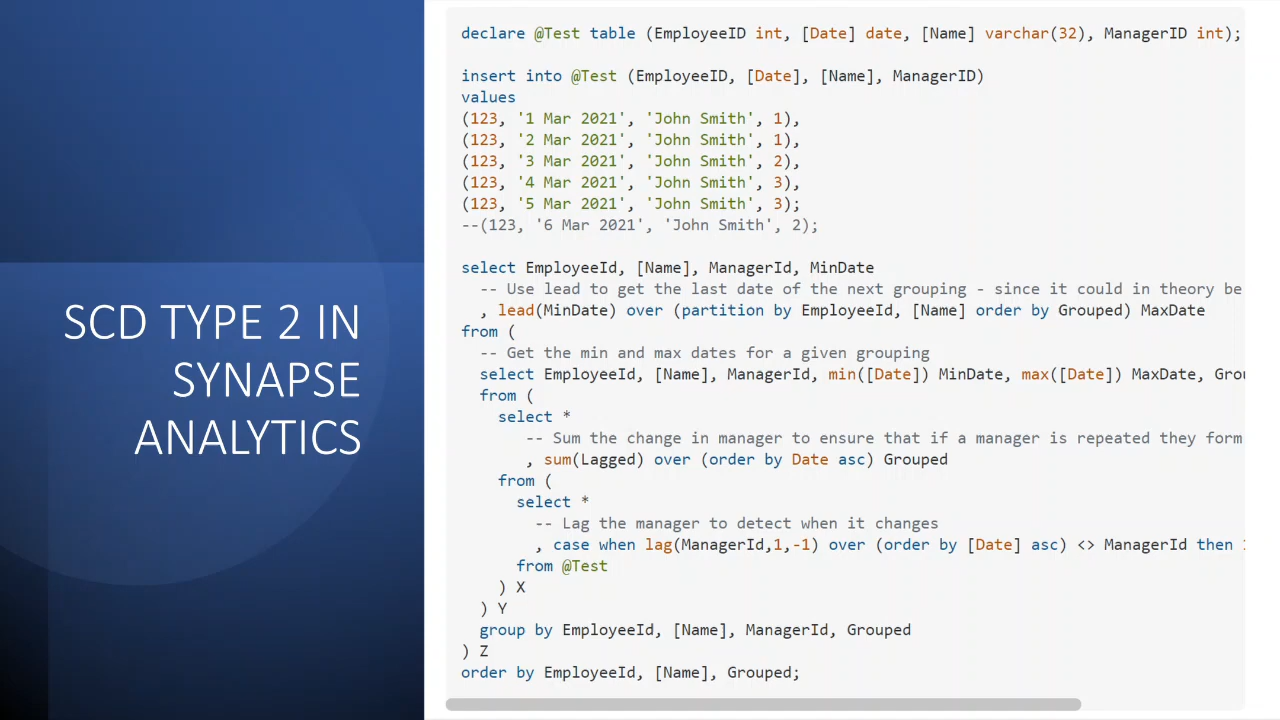 SCD TYPE 2 IN
SYNAPSE
ANALYTICS
declare @Test table (EmployeeID int, [Date] date, [Name] varchar(32), ManagerID int);
insert into @Test (EmployeeID, [Date], [Name], ManagerID)
values
(123, '1 Mar 2021', 'John Smith', 1),
(123, '2 Mar 2021', 'John Smith', 1),
(123, '3 Mar 2021', 'John Smith', 2),
(123, '4 Mar 2021', 'John Smith', 3),
(123, '5 Mar 2021', 'John Smith', 3);
--(123, '6 Mar 2021', 'John Smith', 2);
select EmployeeId, [Name], ManagerId, MinDate
-- Use lead to get the last date of the next grouping - since it could in theory be
, lead(MinDate) over (partition by EmployeeId, [Name] order by Grouped) MaxDate
from (
-- Get the min and max dates for a given grouping
select EmployeeId, [Name], ManagerId, min([Date]) MinDate, max([Date]) MaxDate,
from (
select *
-- Sum the change in manager to ensure that if a manager is repeated they form
, sum(Lagged) over (order by Date asc) Grouped
from (
select *
-- Lag the manager to detect when it changes
, case when lag(ManagerId,1,-1) over (order by [Date] asc) <> ManagerId then
from @Test
) X
) Y
group by EmployeeId, [Name], ManagerId, Grouped
) Z
order by EmployeeId, [Name], Grouped;